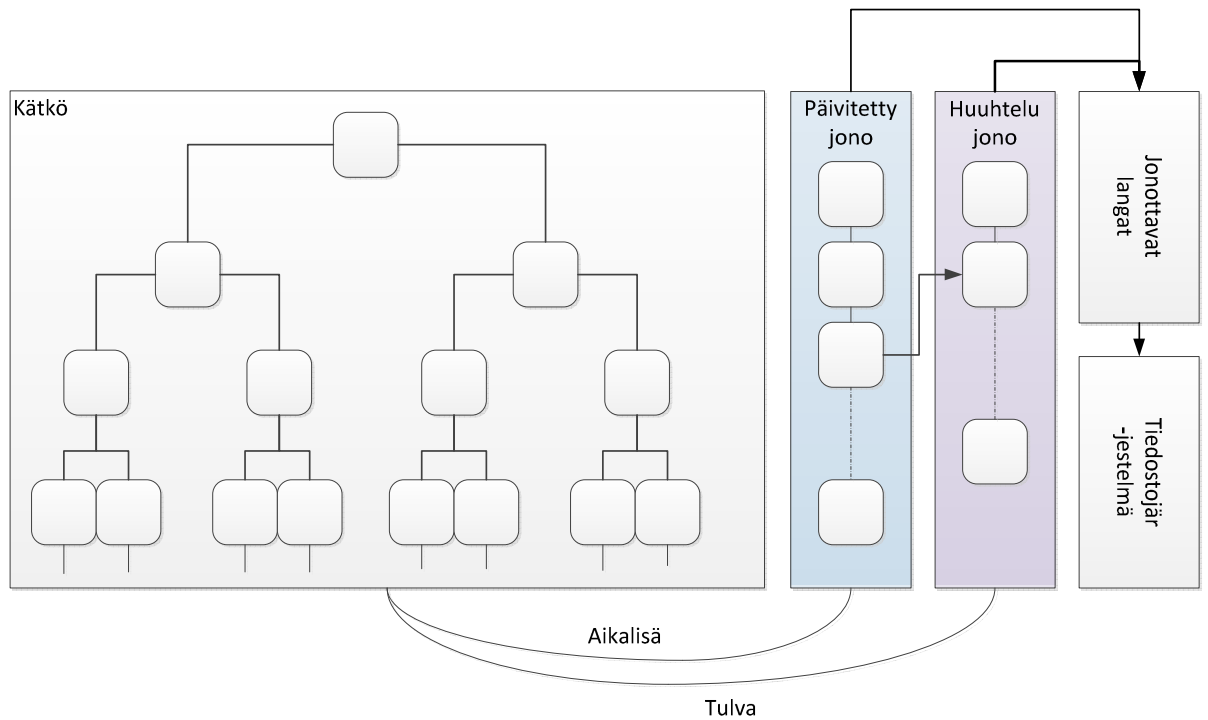 Kätkö
Päivitetty
jono
Huuhtelu
jono
Jonottavat
langat
Tiedostojär
-jestelmä
Aikalisä
Tulva